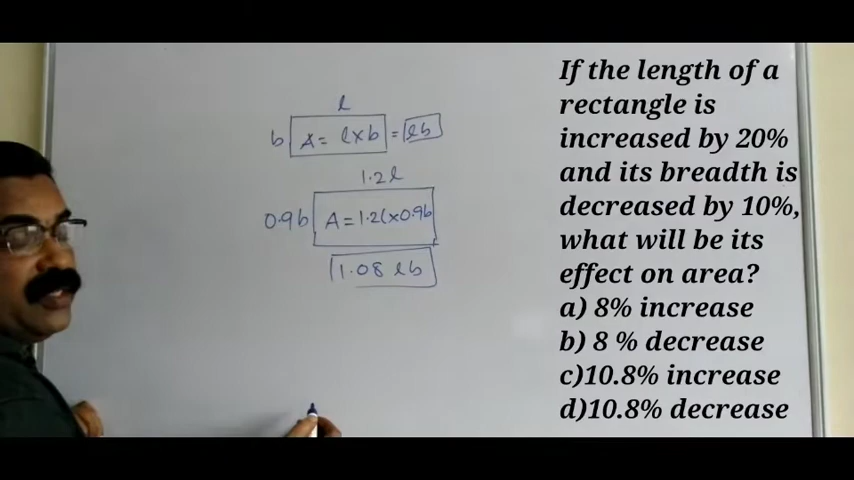 l
b A = l×b = lb
1.2l
0.9b A = 1.2l×0.9b
1.08 lb
If the length of a
rectangle is
increased by 20%
and its breadth is
decreased by 10%,
what will be its
effect on area?
a) 8% increase
b) 8 % decrease
c)10.8% increase
d)10.8% decrease